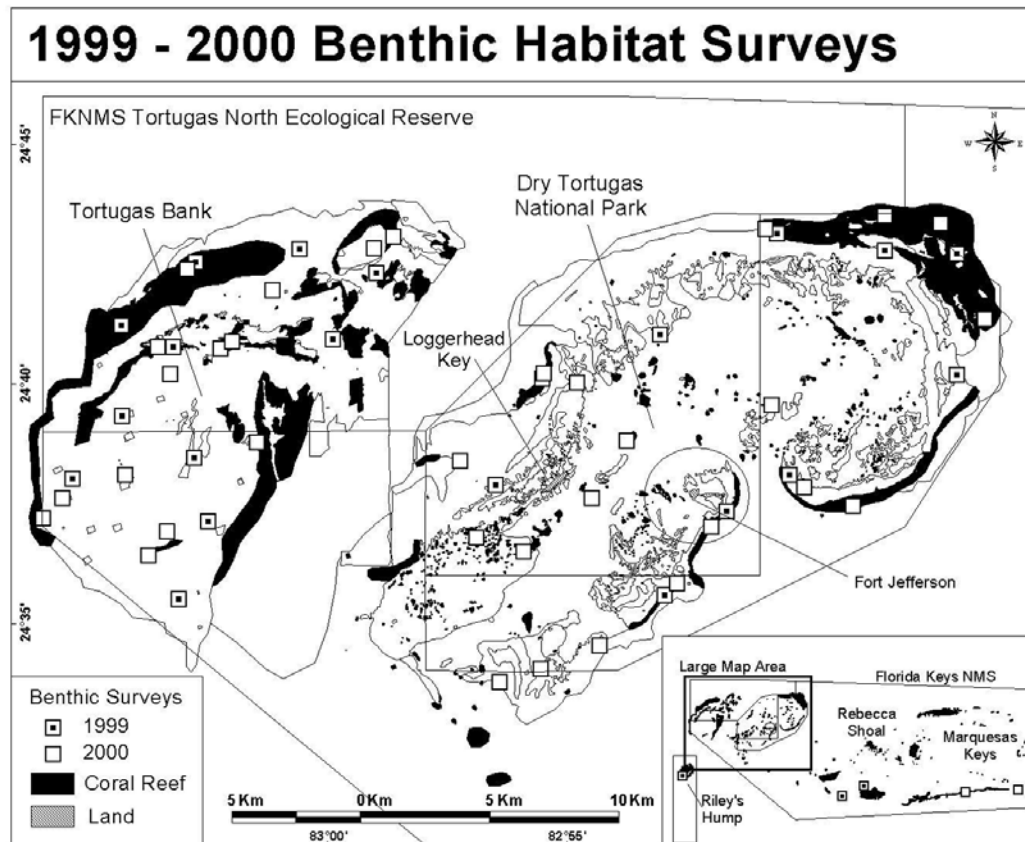 1999 - 2000 Benthic Habitat Surveys
FKNMS Tortugas North Ecological Reserve
N
W E
S
24°45'
Tortugas Bank
Dry Tortugas
National Park
Loggerhead
Key
24°40'
Fort Jefferson
24°35'
Benthic Surveys
1999
2000
Coral Reef
Land
5 Km 0 Km 5 Km 10 Km
83°00' 82°55'
Large Map Area
Florida Keys NMS
Rebecca
Shoal
Marquesas
Keys
Riley's
Hump